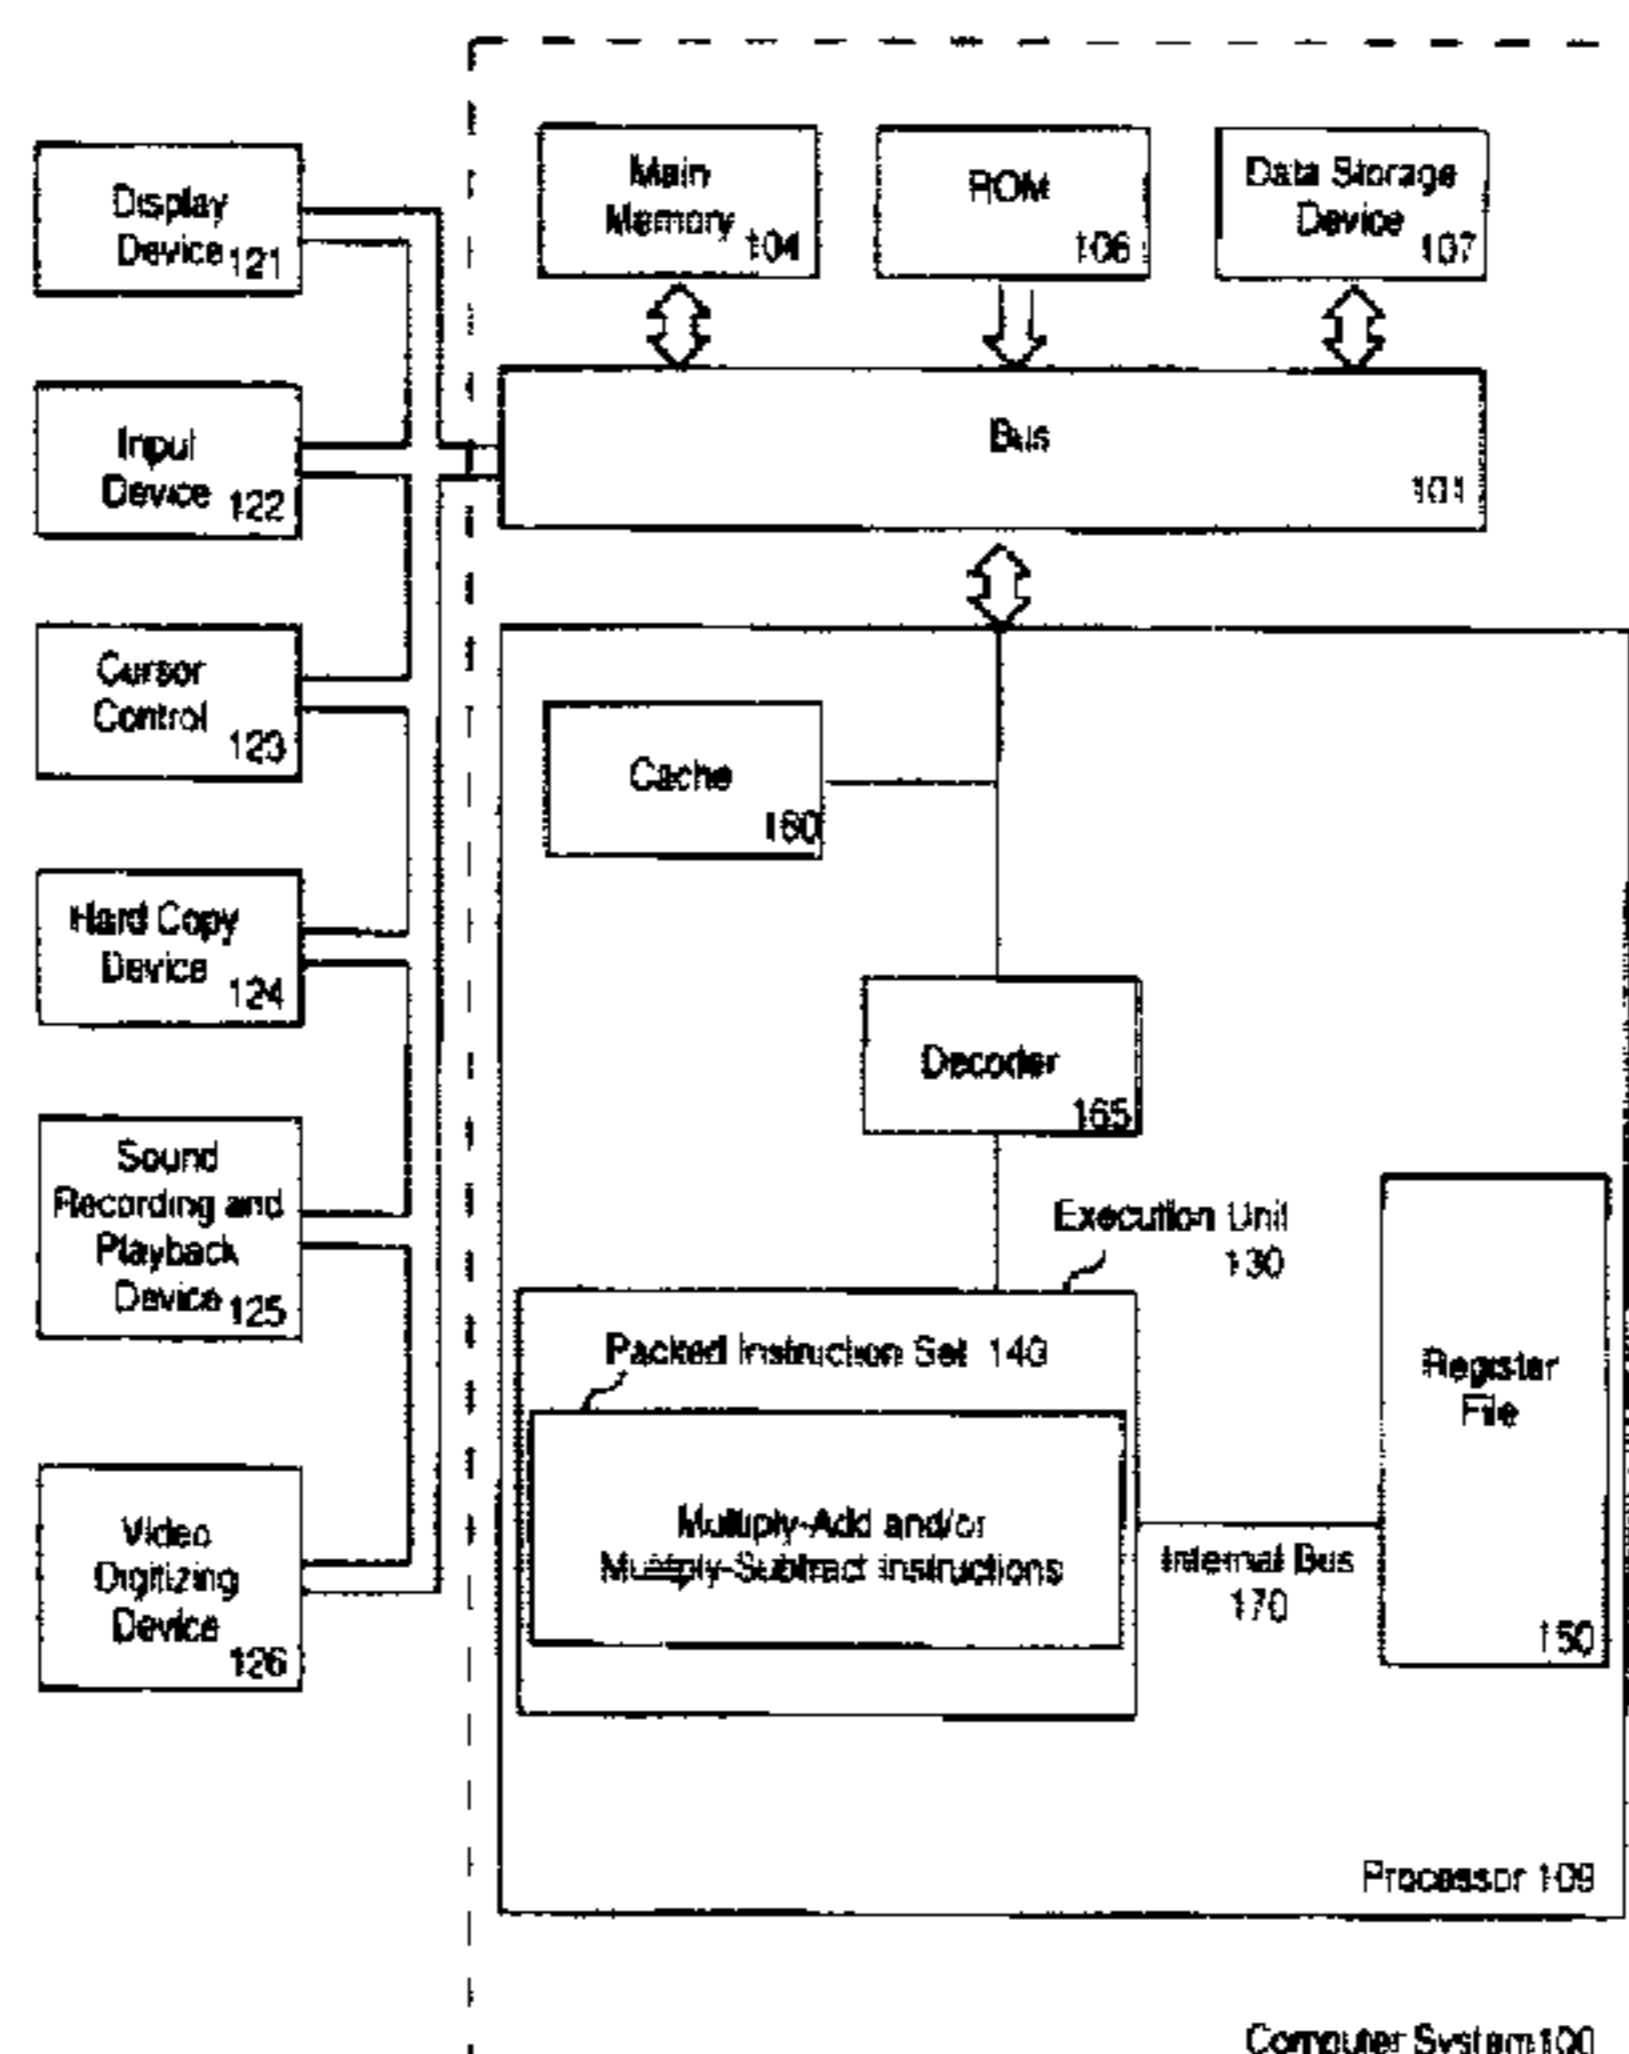 Display
Device 121
Input
Device 122
Cursor
Control
123
Hard Copy
Device
124
Sound
Recording and
Playback
Device 125
Video
Digitizing
Device
126
Main
Memory 104
ROM
106
Data Storage
Device
107
Bus
101
Cache
160
Decoder
165
Execution Unit
130
Packed Instruction Set 140
Multiply-Add and/or
Multiply-Subtract instructions
Internal Bus
170
Register
File
150
Processor 109
Computer System 100